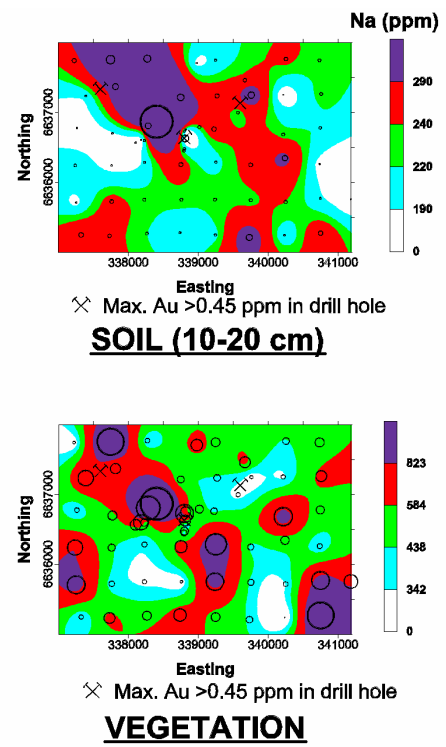 Na (ppm)
290
240
220
190
0
Northing
6637000
6636000
338000 339000 340000 341000
Easting
Max. Au >0.45 ppm in drill hole
SOIL (10-20 cm)
823
584
438
342
0
Northing
6637000
6636000
338000 339000 340000 341000
Easting
Max. Au >0.45 ppm in drill hole
VEGETATION